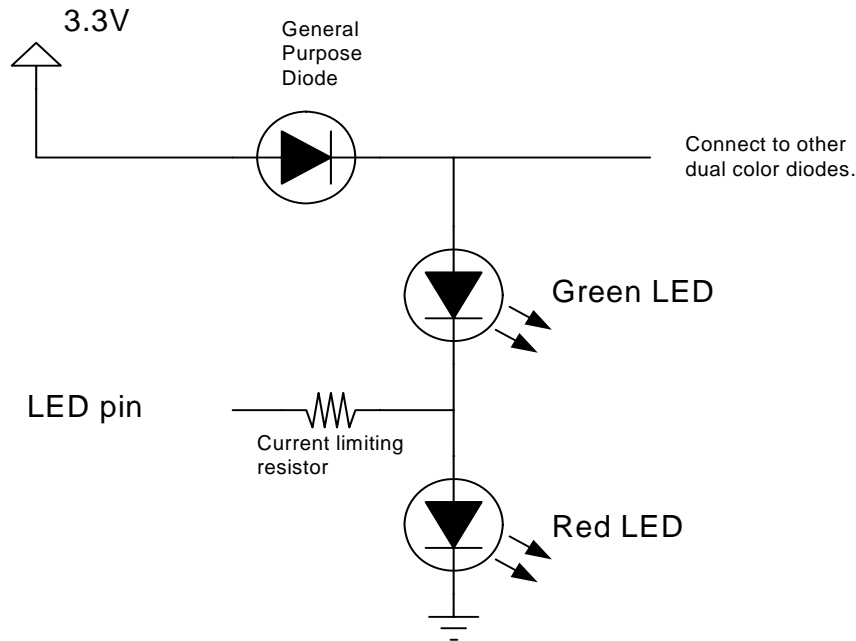 3.3V
General
Purpose
Diode
Connect to other
dual color diodes.
Green LED
LED pin
Current limiting
resistor
Red LED